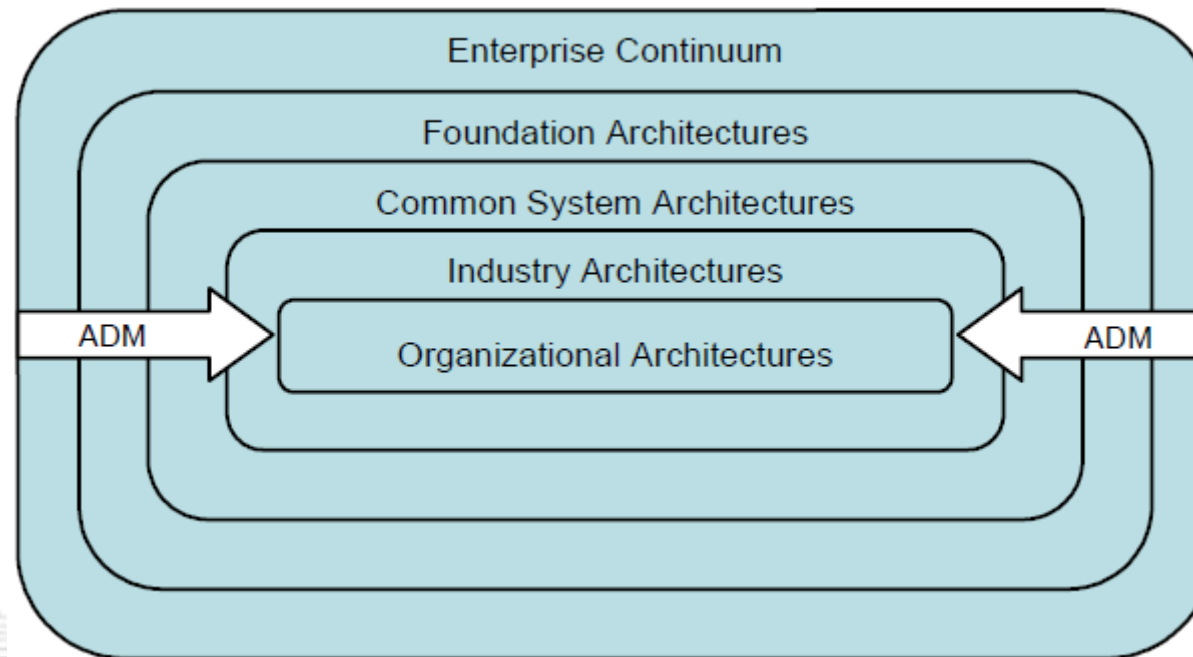 Enterprise Continuum
Foundation Architectures
Common System Architectures
Industry Architectures
ADM
Organizational Architectures
ADM